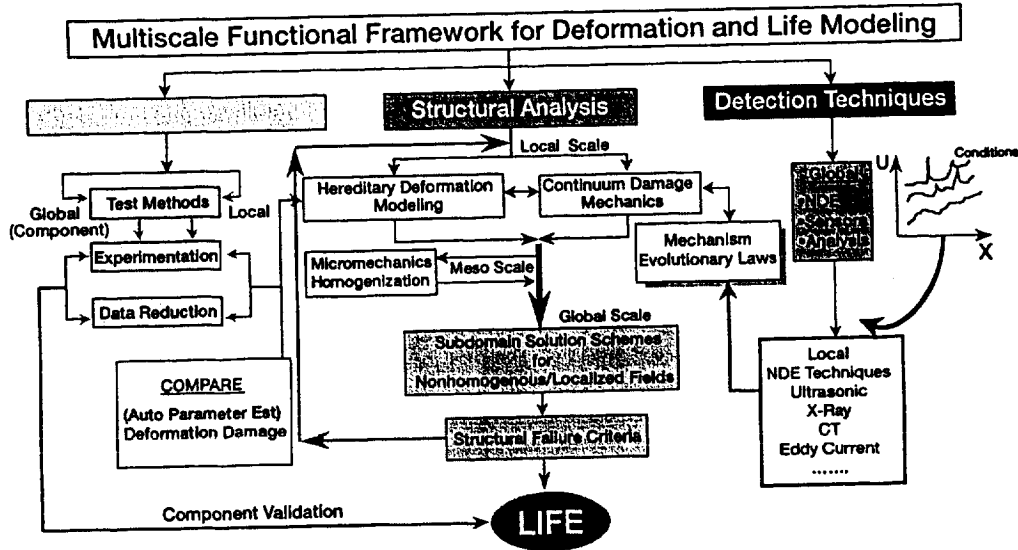 Multiscale Functional Framework for Deformation and Life Modeling
Structural Analysis
Detection Techniques
Local Scale
Hereditary Deformation
Modeling
Continuum Damage
Mechanics
Global
(Component)
Test Methods
Local
Experimentation
Data Reduction
Micromechanics
Homogenization
Meso Scale
Mechanism
Evolutionary Laws
•Global
•NDE
•Sensors
•Analysis
U
Conditions
X
Global Scale
Subdomain Solution Schemes
for
Nonhomogenous/Localized Fields
COMPARE
(Auto Parameter Est)
Deformation Damage
Structural Failure Criteria
Local
NDE Techniques
Ultrasonic
X-Ray
CT
Eddy Current
.......
Component Validation
LIFE